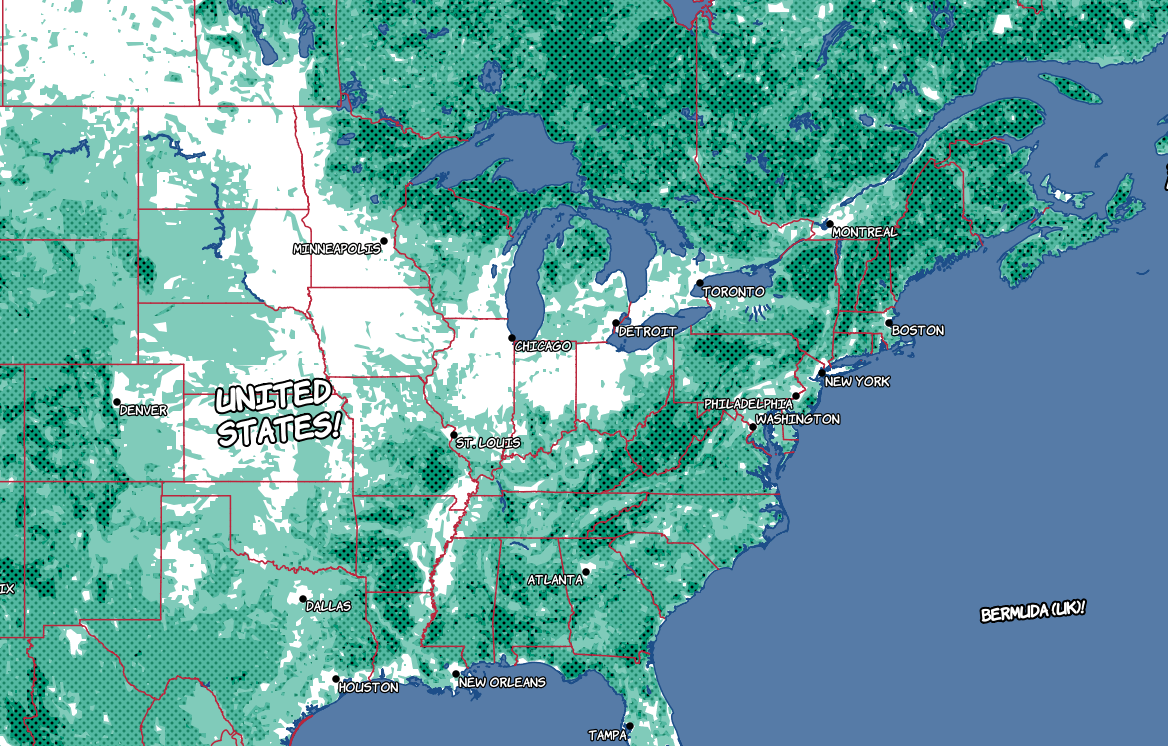 MONTREAL
MINNEAPOLIS
TORONTO
BOSTON
DETROIT
CHICAGO
NEW YORK
UNITED
STATES!
DENVER
PHILADELPHIA
WASHINGTON
ST. LOUIS
ATLANTA
IX
DALLAS
BERMUDA (UK)!
HOUSTON
NEW ORLEANS
TAMPA